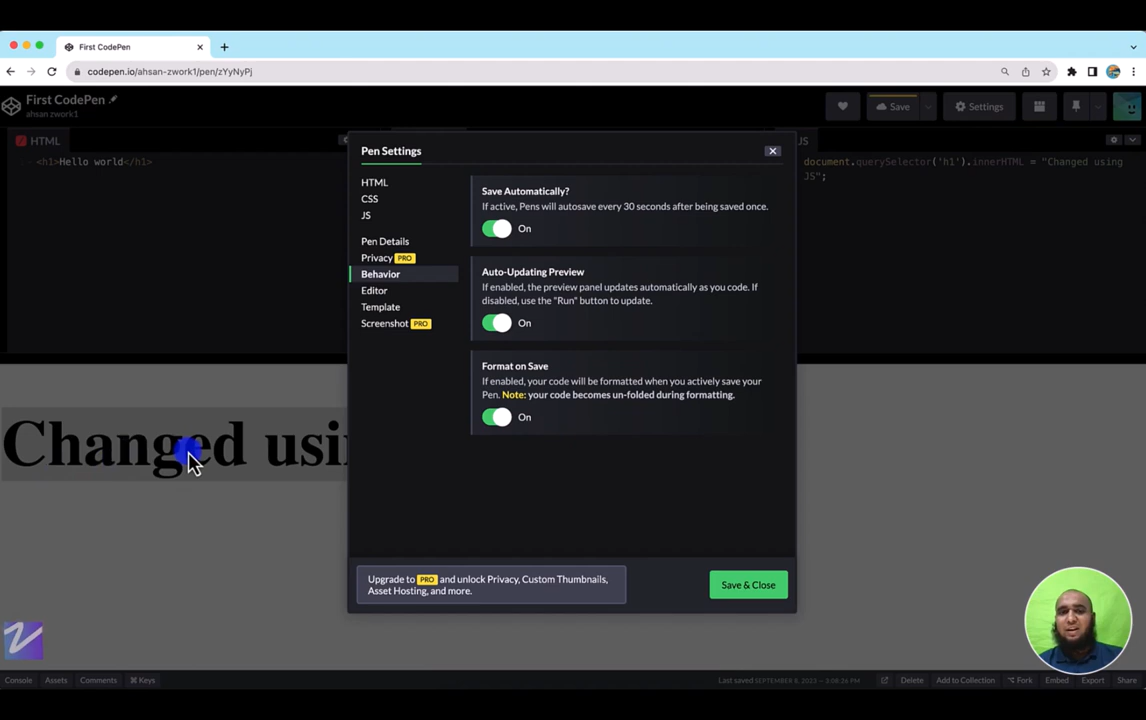 First CodePen
codepen.io/ahsan-zwork1/pen/zYyNyPj
First CodePen
ahsan zwork1
Save
Settings
HTML
JS
<h1>Hello world</h1>
document.querySelector('h1').innerHTML = "Changed using
JS";
Pen Settings
HTML
CSS
JS
Pen Details
Privacy PRO
Behavior
Editor
Template
Screenshot PRO
Save Automatically?
If active, Pens will autosave every 30 seconds after being saved once.
On
Auto-Updating Preview
If enabled, the preview panel updates automatically as you code. If
disabled, use the "Run" button to update.
On
Format on Save
If enabled, your code will be formatted when you actively save your
Pen. Note: your code becomes un-folded during formatting.
On
Changed usi
Upgrade to PRO and unlock Privacy, Custom Thumbnails,
Asset Hosting, and more.
Save & Close
Console
Assets
Comments
⌘ Keys
Last saved SEPTEMBER 8, 2023 — 3:08:26 PM
Delete
Add to Collection
Fork
Embed
Export
Share